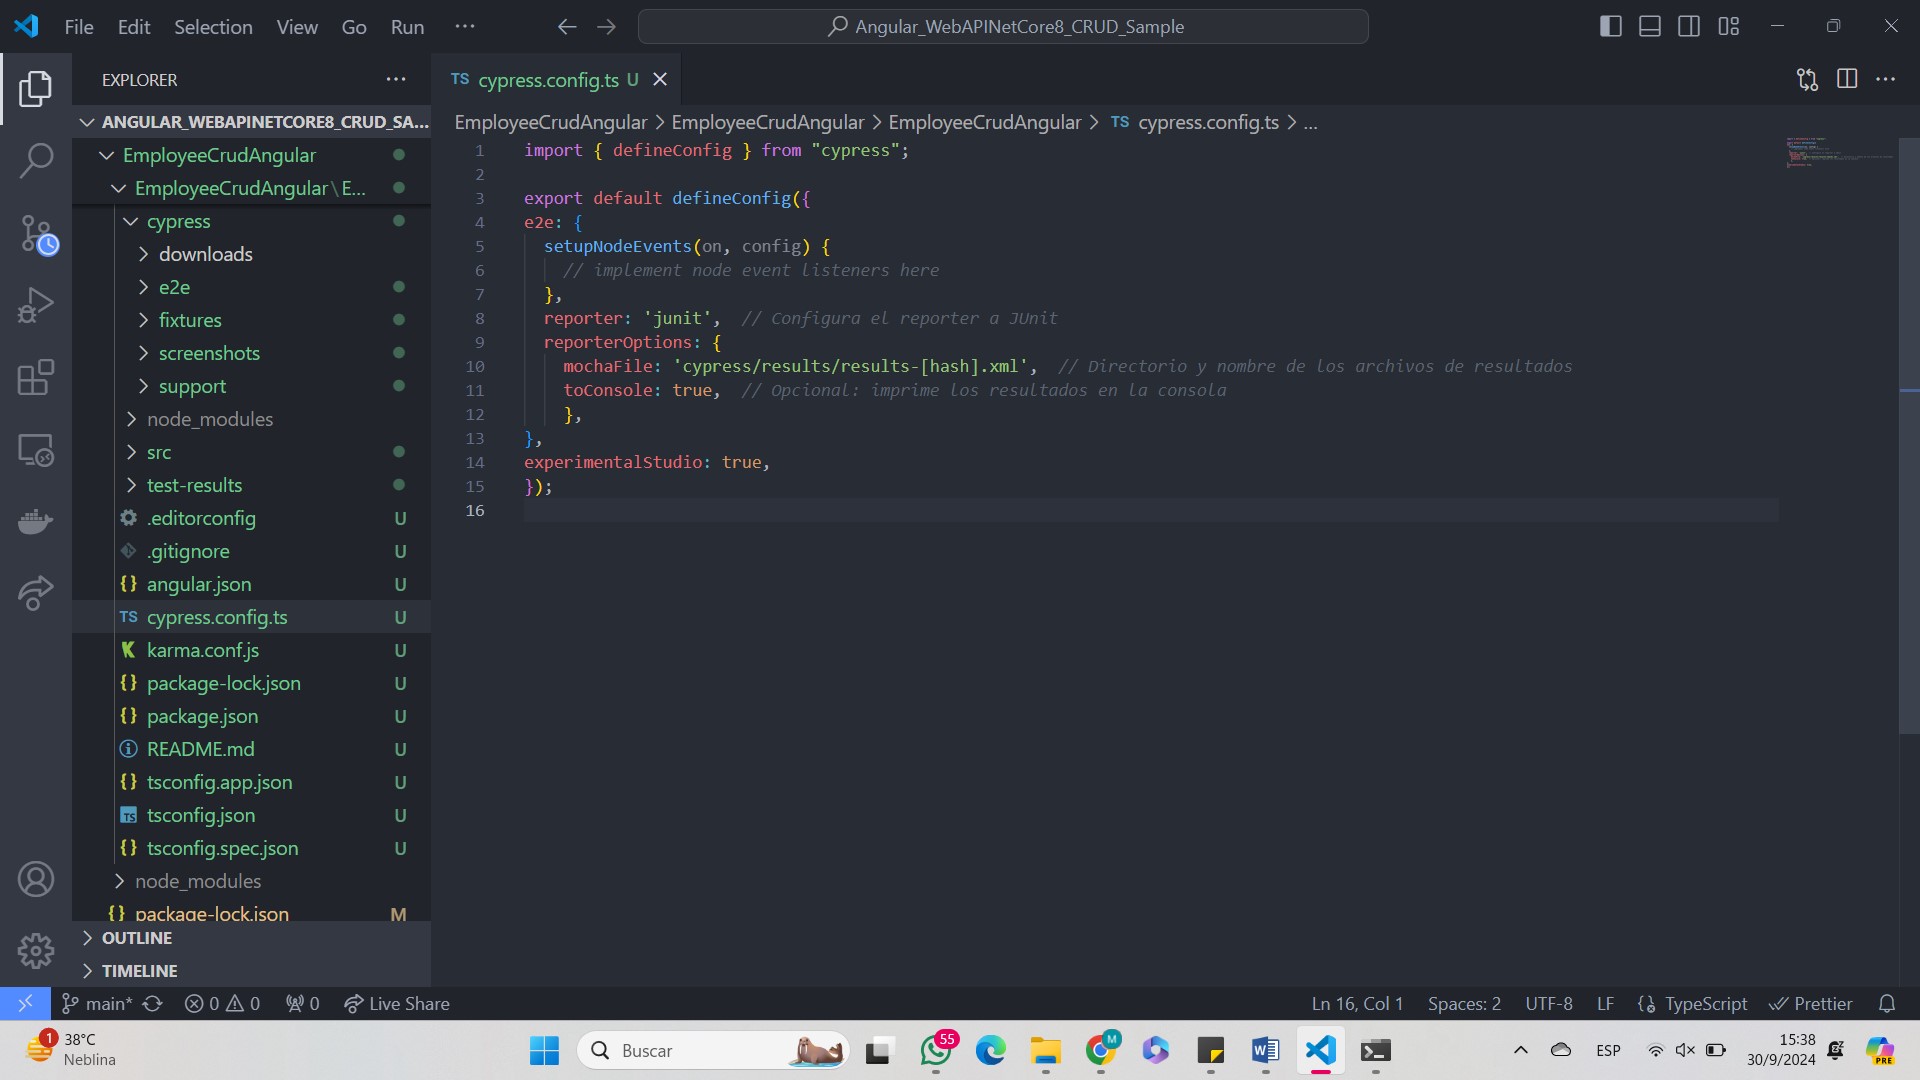 File Edit Selection View Go Run ...
Angular_WebAPINetCore8_CRUD_Sample
EXPLORER
ANGULAR_WEBAPINETCORE8_CRUD_SA...
EmployeeCrudAngular
EmployeeCrudAngular\E...
cypress
downloads
e2e
fixtures
screenshots
support
node_modules
src
test-results
.editorconfig U
.gitignore U
angular.json U
TS cypress.config.ts U
karma.conf.js U
package-lock.json U
package.json U
README.md U
tsconfig.app.json U
tsconfig.json U
tsconfig.spec.json U
node_modules
package-lock.json M
OUTLINE
TIMELINE
TS cypress.config.ts U
EmployeeCrudAngular > EmployeeCrudAngular > EmployeeCrudAngular > TS cypress.config.ts > ...
1 import { defineConfig } from "cypress";
2
3 export default defineConfig({
4 e2e: {
5 setupNodeEvents(on, config) {
6 // implement node event listeners here
7 },
8 reporter: 'junit', // Configura el reporter a JUnit
9 reporterOptions: {
10 mochaFile: 'cypress/results/results-[hash].xml', // Directorio y nombre de los archivos de resultados
11 toConsole: true, // Opcional: imprime los resultados en la consola
12 },
13 },
14 experimentalStudio: true,
15 });
16
main* 0 0 0 Live Share
Ln 16, Col 1 Spaces: 2 UTF-8 LF {} TypeScript Prettier
1
38°C
Neblina
Buscar
55
M
ESP
15:38
30/9/2024
PRE